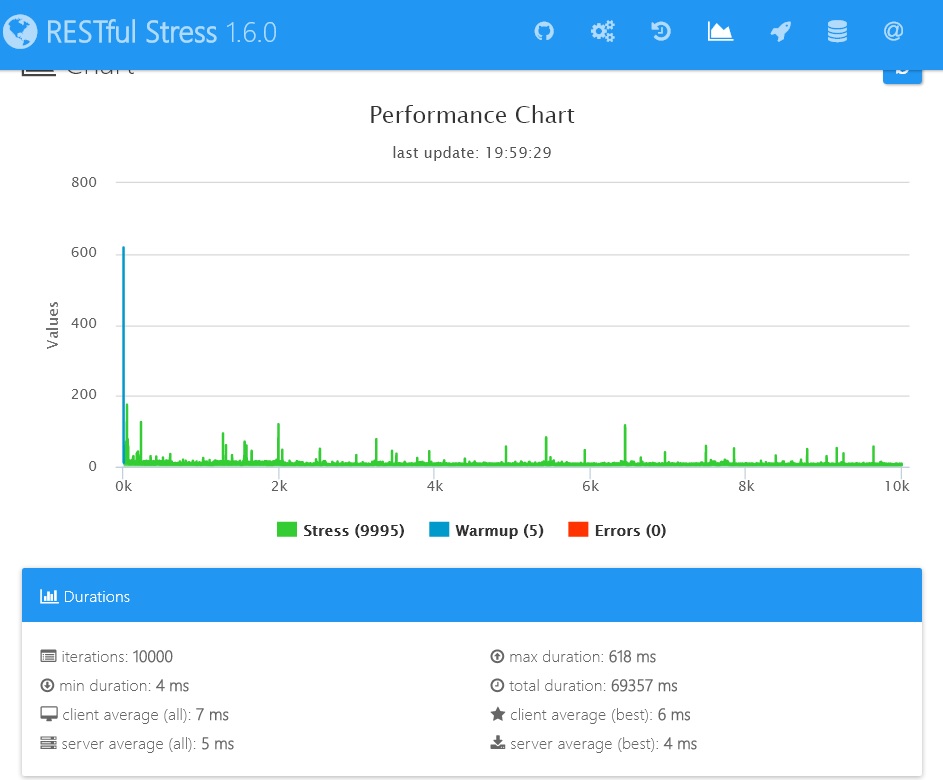 RESTful Stress 1.6.0
Chart
Performance Chart
last update: 19:59:29
800
600
400
200
0
Values
0k 2k 4k 6k 8k 10k
Stress (9995) Warmup (5) Errors (0)
Durations
iterations: 10000
max duration: 618 ms
min duration: 4 ms
total duration: 69357 ms
client average (all): 7 ms
client average (best): 6 ms
server average (all): 5 ms
server average (best): 4 ms